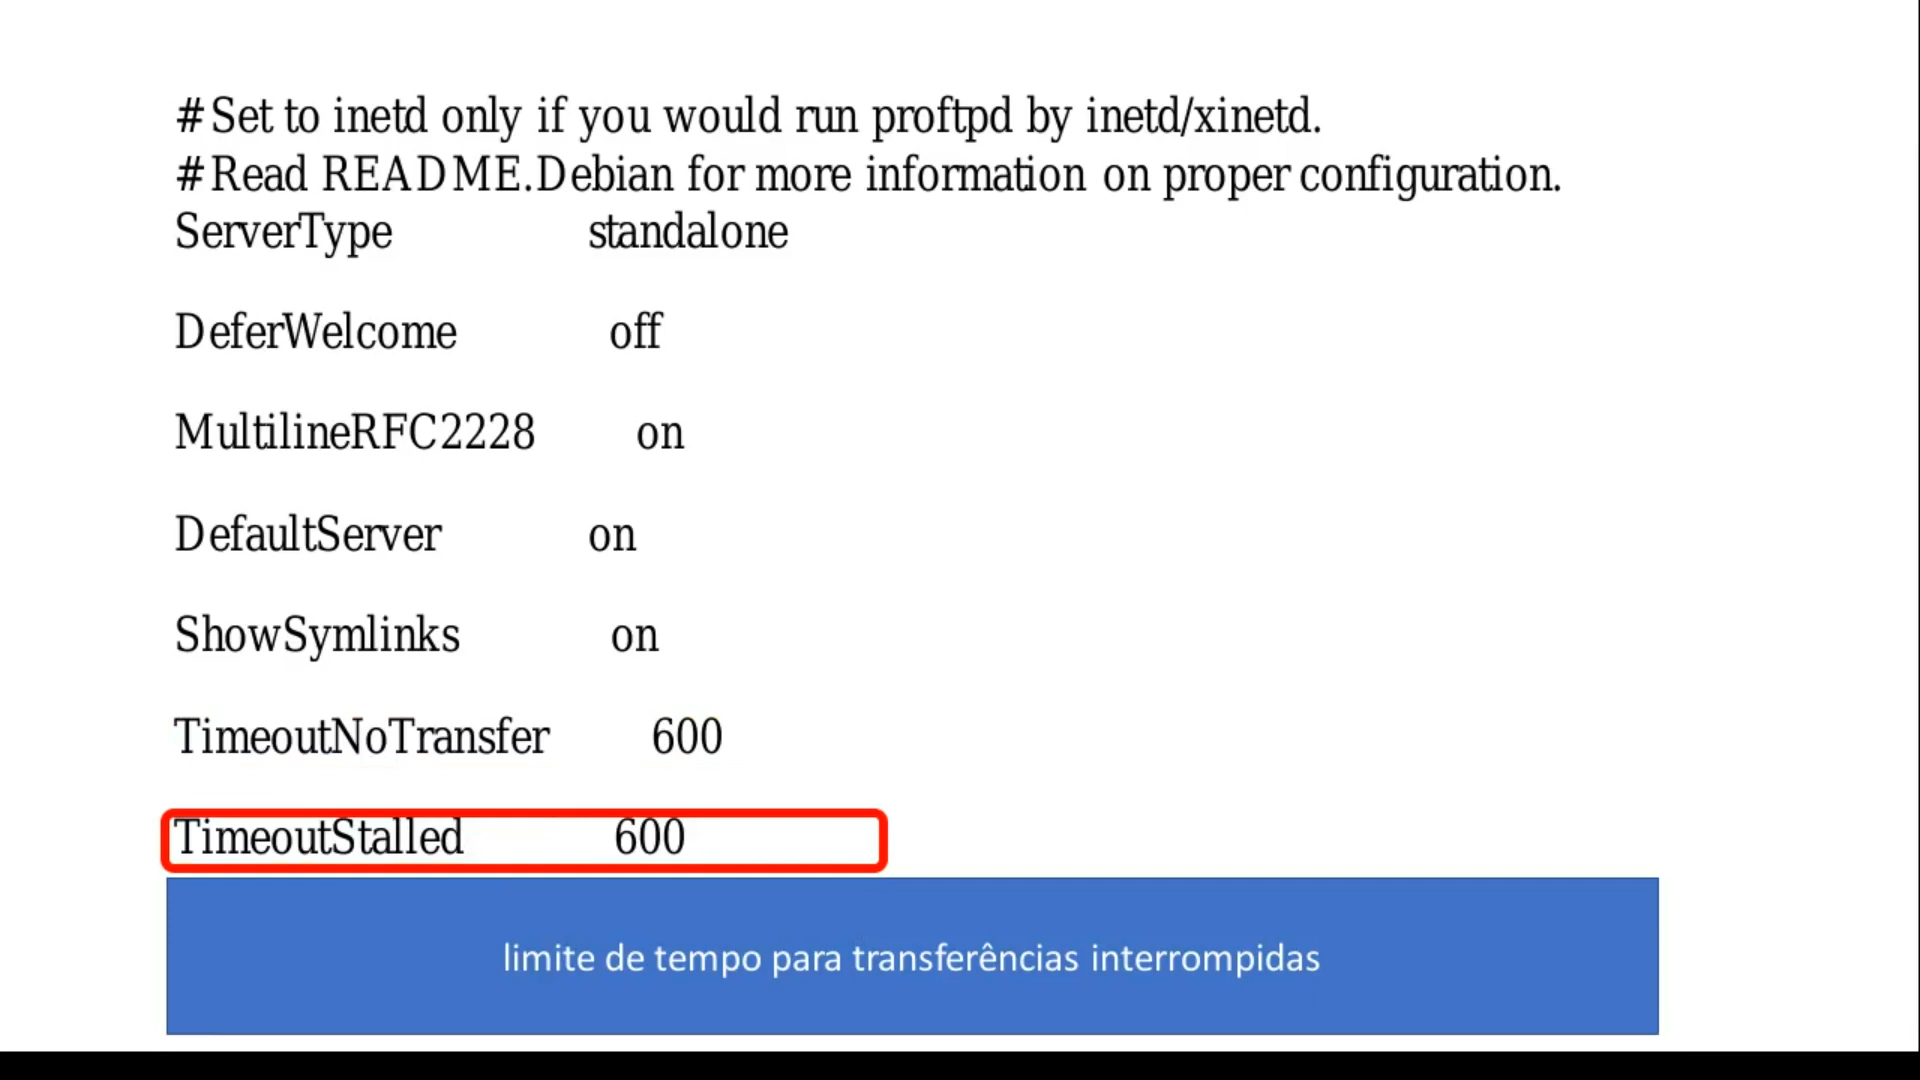 # Set to inetd only if you would run proftpd by inetd/xinetd.
# Read README.Debian for more information on proper configuration.
ServerType standalone
DeferWelcome off
MultilineRFC2228 on
DefaultServer on
ShowSymlinks on
TimeoutNoTransfer 600
TimeoutStalled 600
limite de tempo para transferências interrompidas